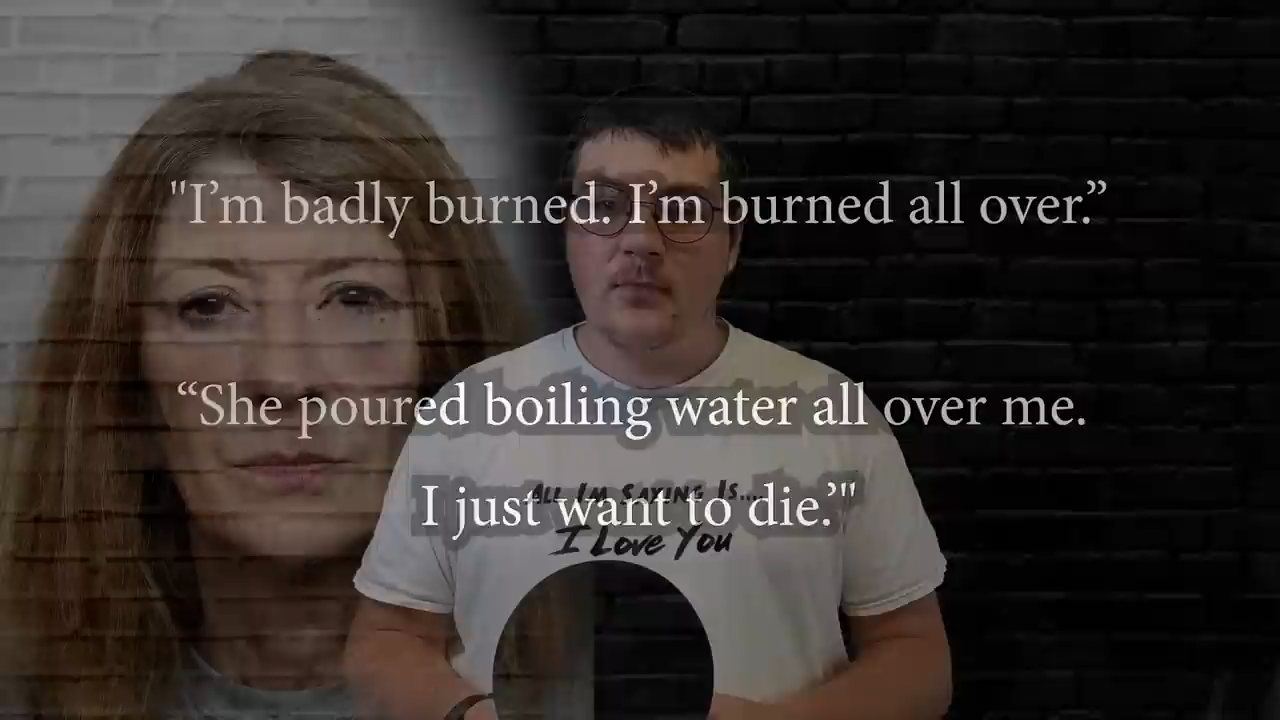 "I’m badly burned. I’m burned all over.”
“She poured boiling water all over me.
I just want to die.’"
ALL I'M SAYING IS....
I LOVE YOU